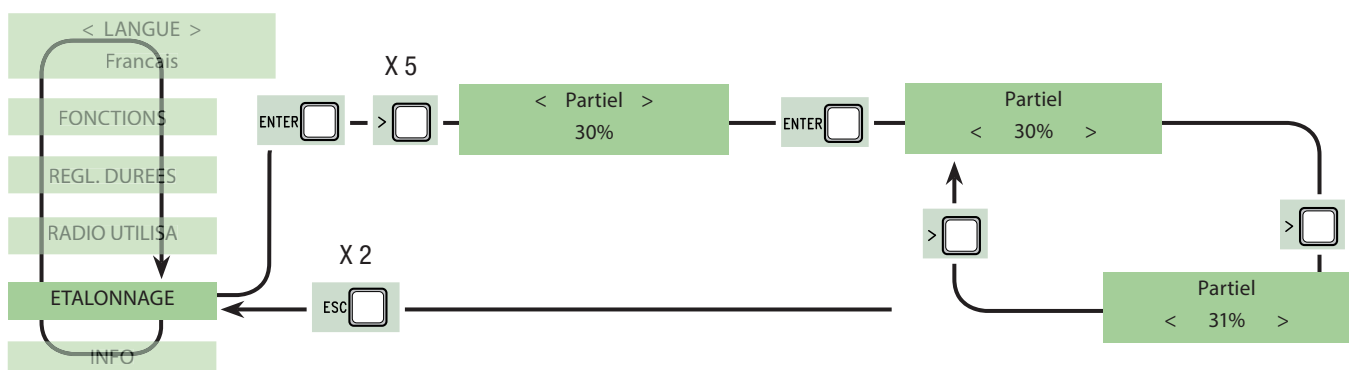 < LANGUE >
Francais
FONCTIONS
REGL. DUREES
RADIO UTILISA
ETALONNAGE
INFO
ENTER
X 5
>
< Partiel >
30%
ENTER
Partiel
< 30% >
>
Partiel
< 31% >
>
X 2
ESC